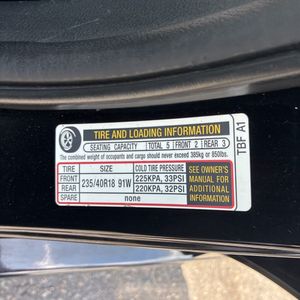 TIRE AND LOADING INFORMATION
SEATING CAPACITY TOTAL 5 FRONT 2 REAR 3
The combined weight of occupants and cargo should never exceed 385kg or 850lbs.
TIRE SIZE COLD TIRE PRESSURE
FRONT 235/40R18 91W 225KPA, 33PSI
REAR 220KPA, 32PSI
SPARE none
SEE OWNER'S
MANUAL FOR
ADDITIONAL
INFORMATION
TBF A1